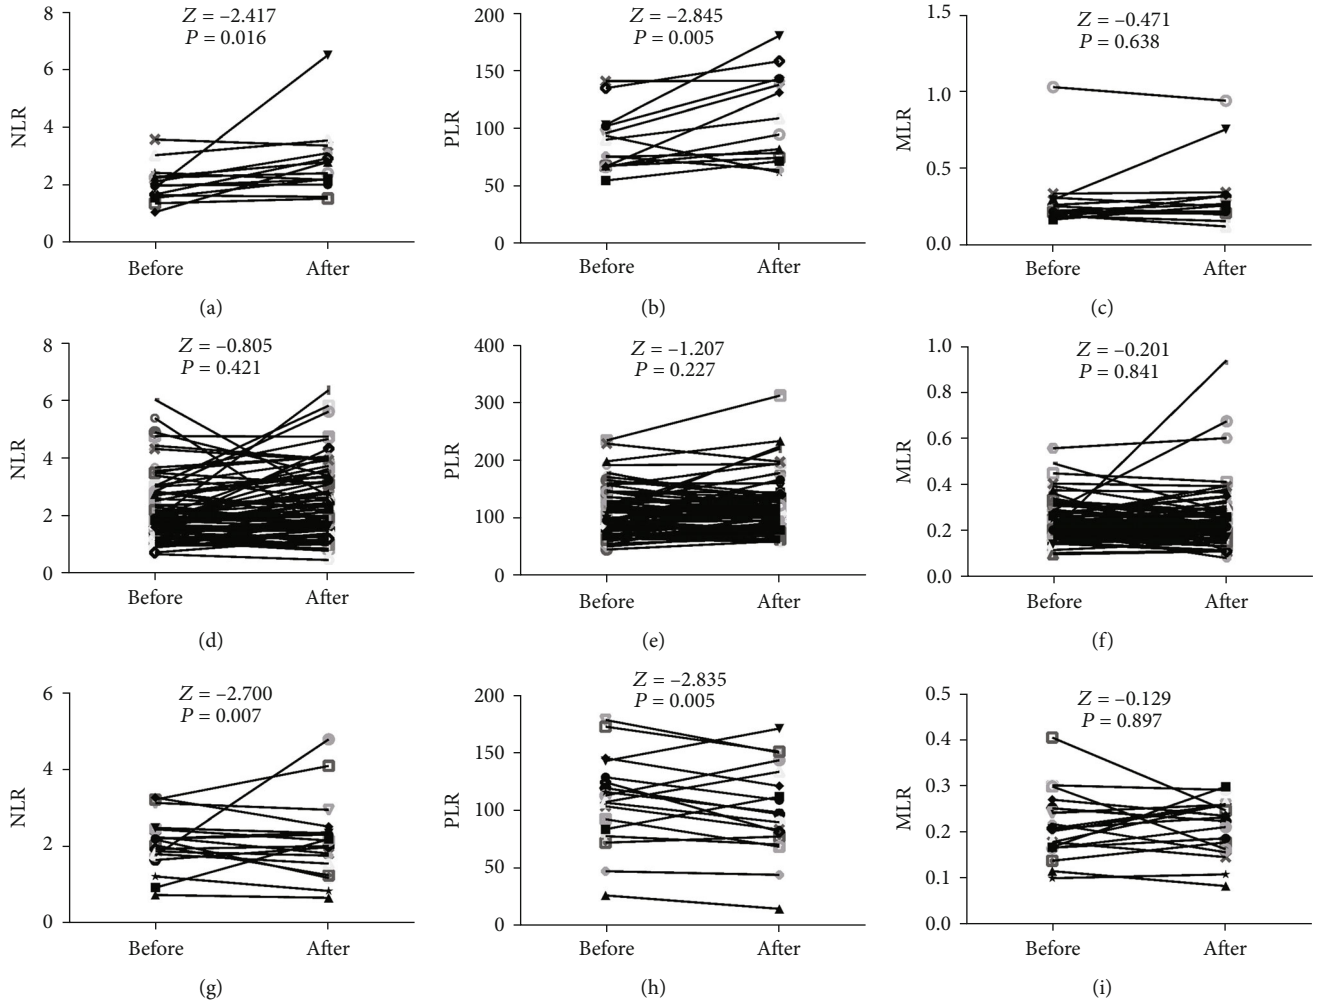 Z = –2.417
P = 0.016
NLR
8
6
4
2
0
Before After
(a)
Z = –2.845
P = 0.005
PLR
200
150
100
50
0
Before After
(b)
Z = –0.471
P = 0.638
MLR
1.5
1.0
0.5
0.0
Before After
(c)
Z = –0.805
P = 0.421
NLR
8
6
4
2
0
Before After
(d)
Z = –1.207
P = 0.227
PLR
400
300
200
100
0
Before After
(e)
Z = –0.201
P = 0.841
MLR
1.0
0.8
0.6
0.4
0.2
0.0
Before After
(f)
Z = –2.700
P = 0.007
NLR
6
4
2
0
Before After
(g)
Z = –2.835
P = 0.005
PLR
200
150
100
50
0
Before After
(h)
Z = –0.129
P = 0.897
MLR
0.5
0.4
0.3
0.2
0.1
0.0
Before After
(i)